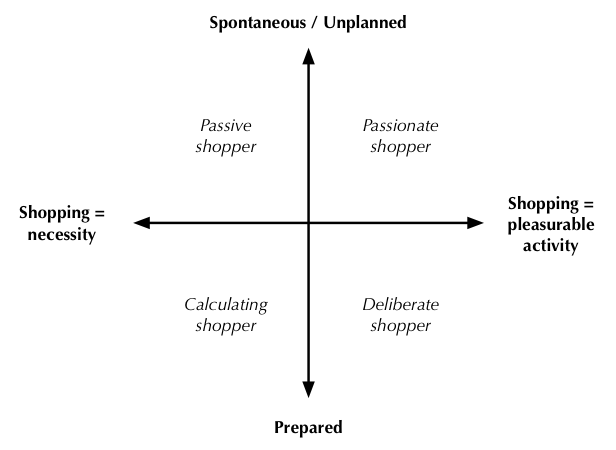 Spontaneous / Unplanned
Passive
shopper
Passionate
shopper
Shopping =
necessity
Shopping =
pleasurable
activity
Calculating
shopper
Deliberate
shopper
Prepared